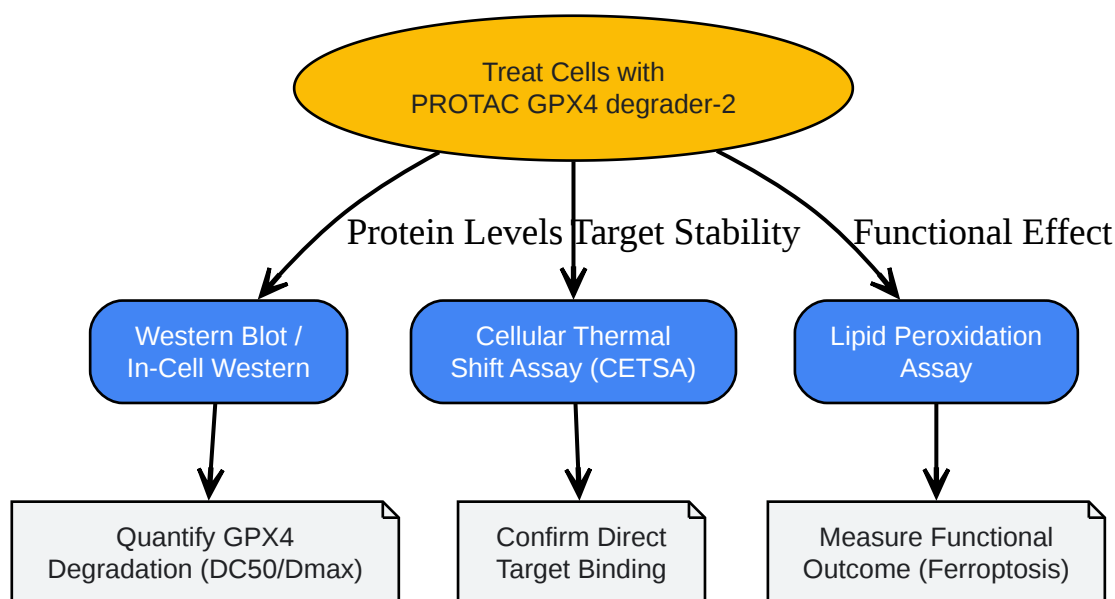 Treat Cells with
PROTAC GPX4 degrader-2
Protein Levels
Target Stability
Functional Effect
Western Blot /
In-Cell Western
Cellular Thermal
Shift Assay (CETSA)
Lipid Peroxidation
Assay
Quantify GPX4
Degradation (DC50/Dmax)
Confirm Direct
Target Binding
Measure Functional
Outcome (Ferroptosis)